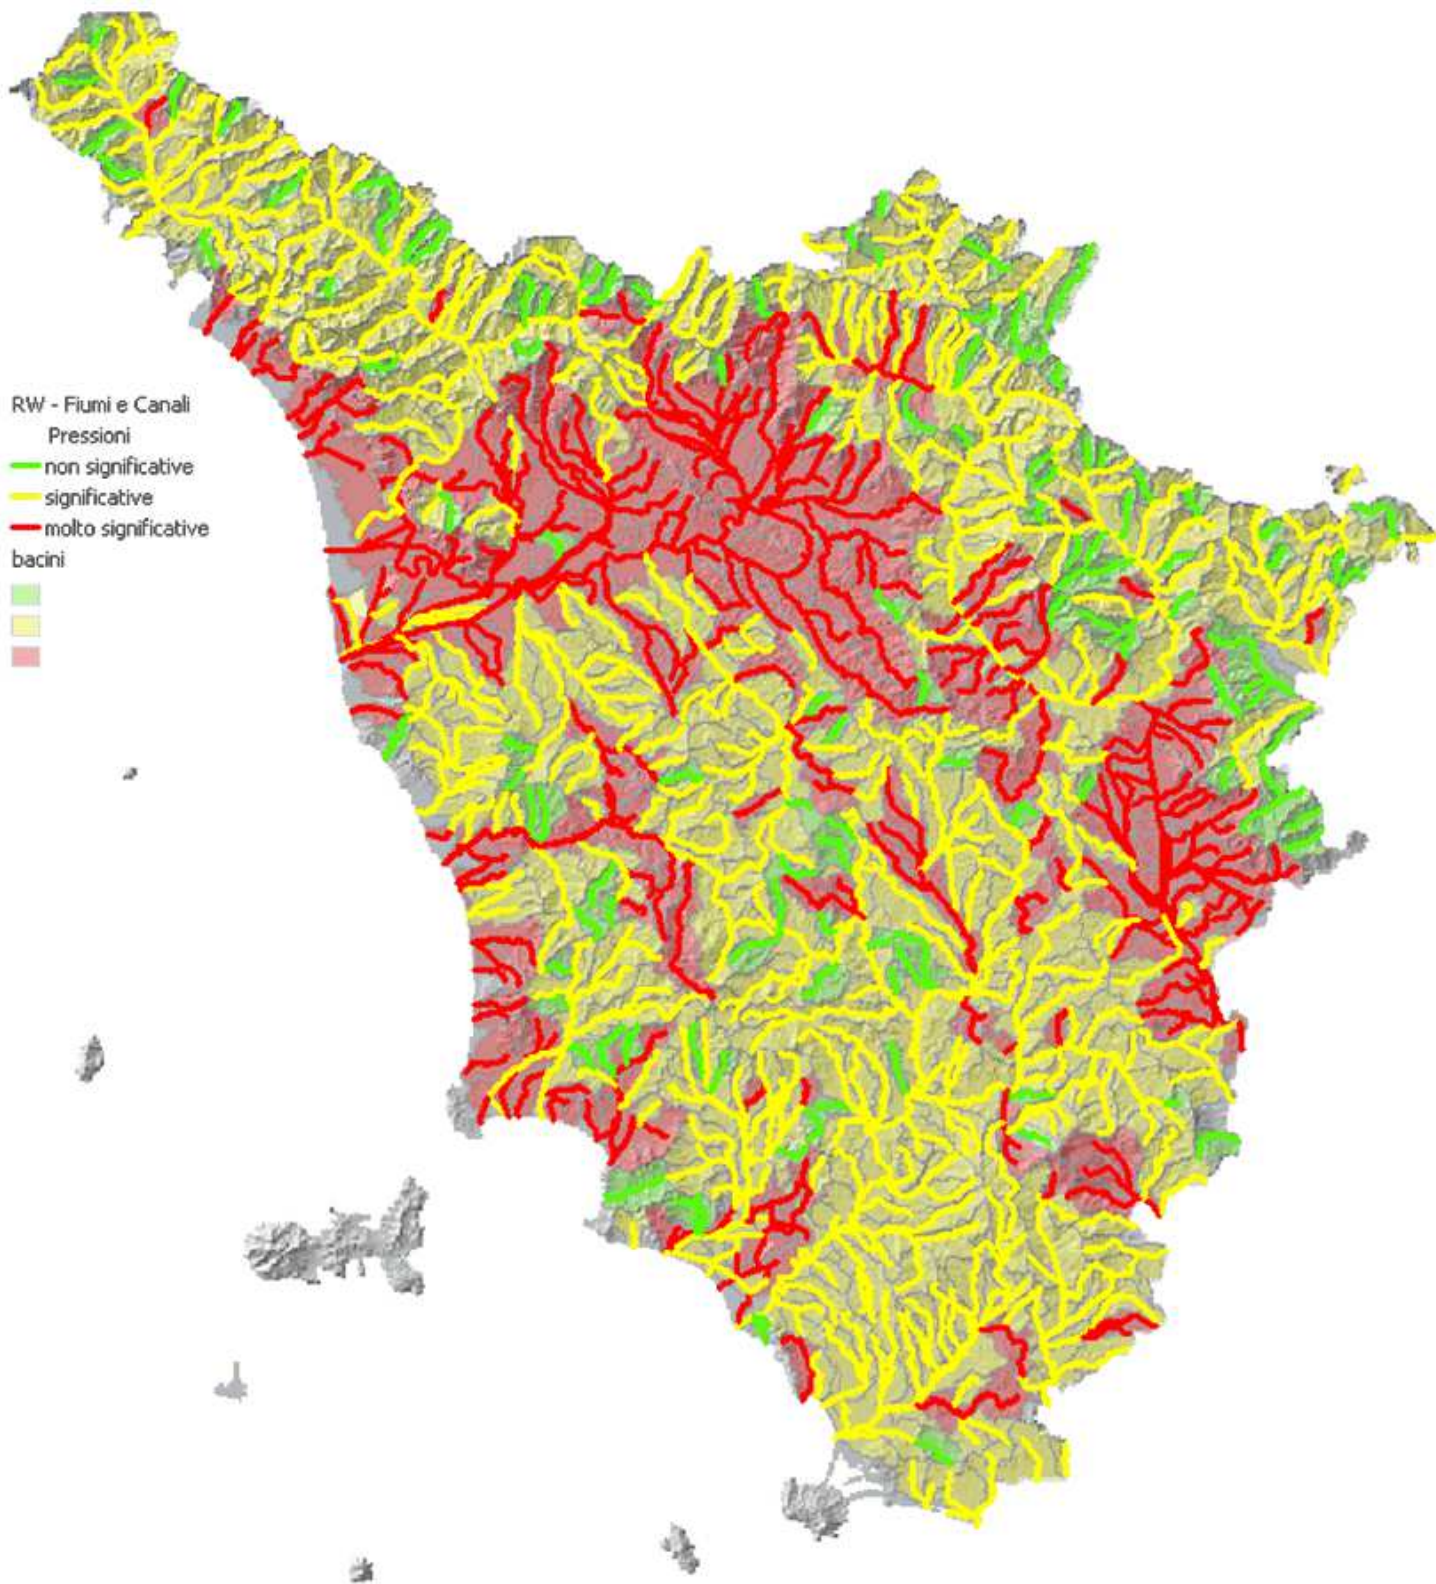 RW - Fiumi e Canali
Pressioni
non significative
significative
molto significative
bacini